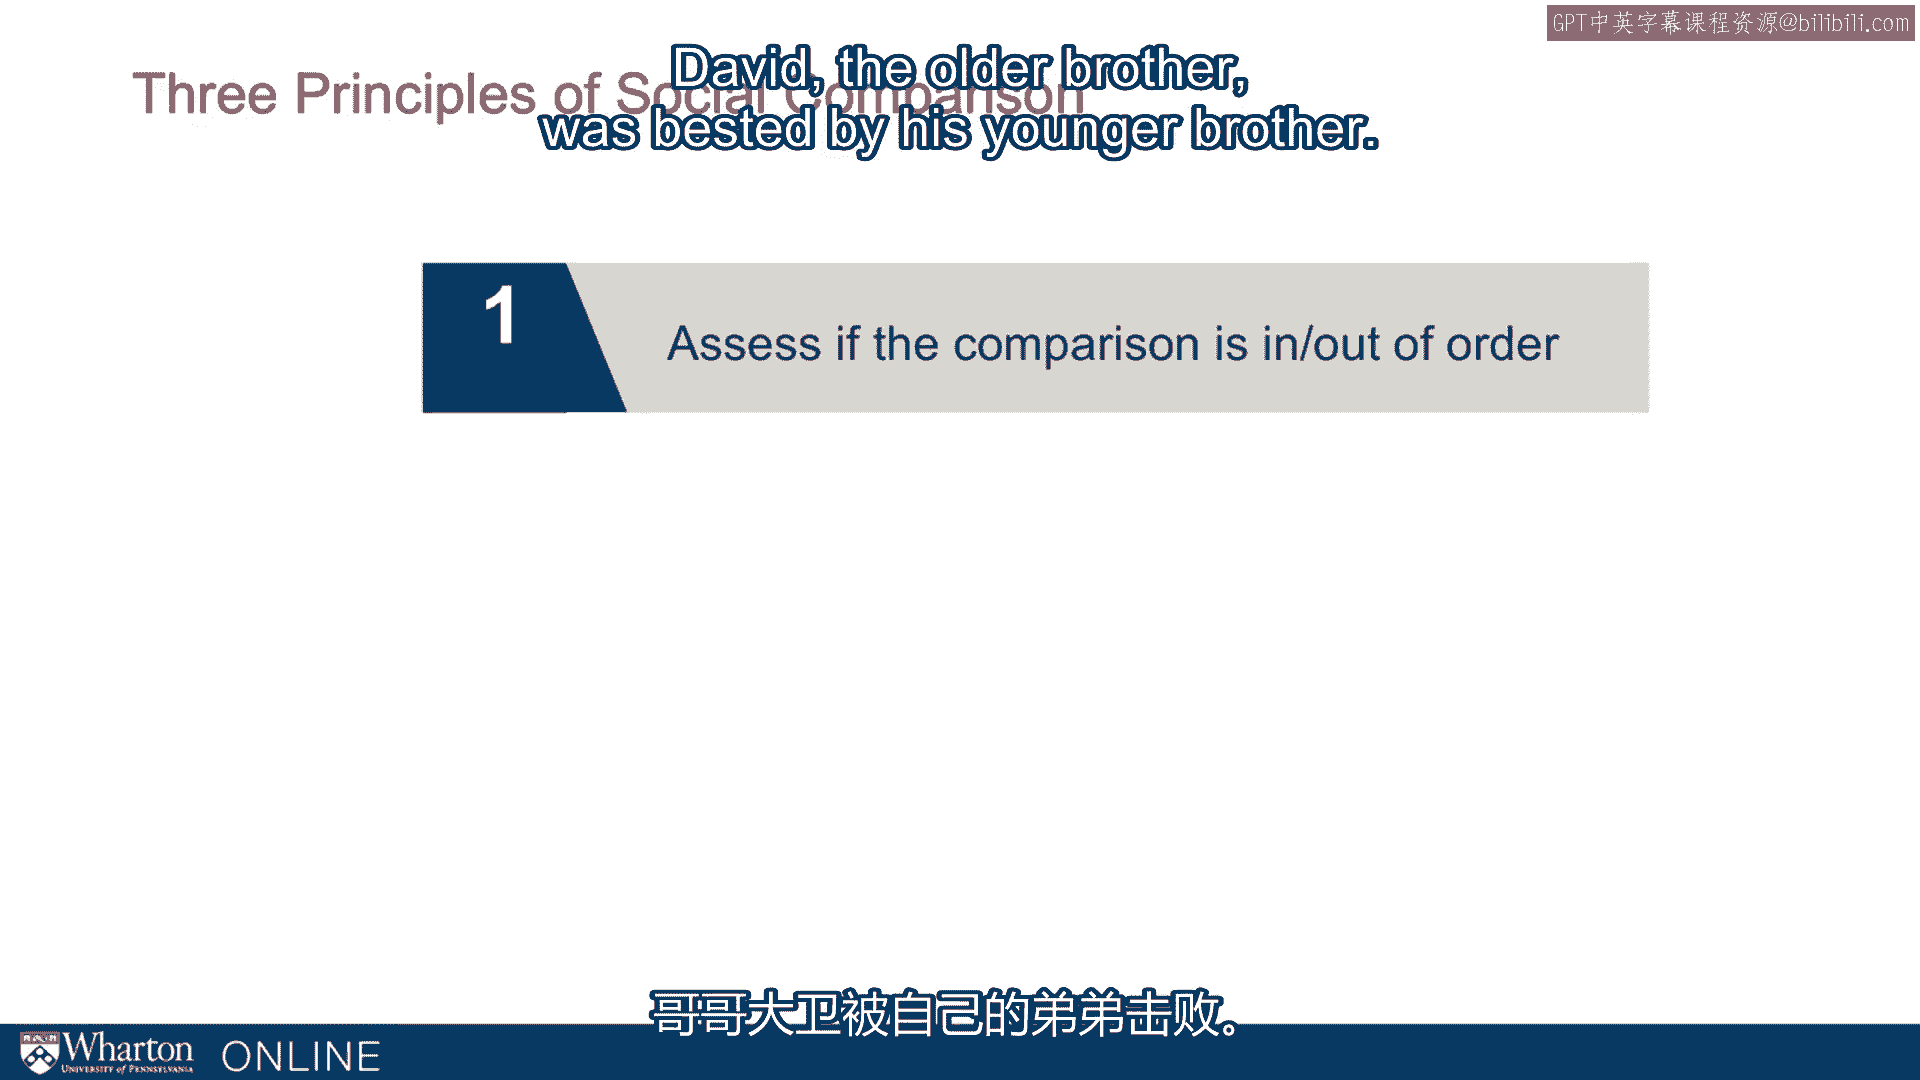 GPT中英字幕课程资源@bilibili.com
Three Principles of Social Comparison
David, the older brother,
was bested by his younger brother.
1
Assess if the comparison is in/out of order
哥哥大卫被自己的弟弟击败。
Wharton
UNIVERSITY of PENNSYLVANIA
ONLINE